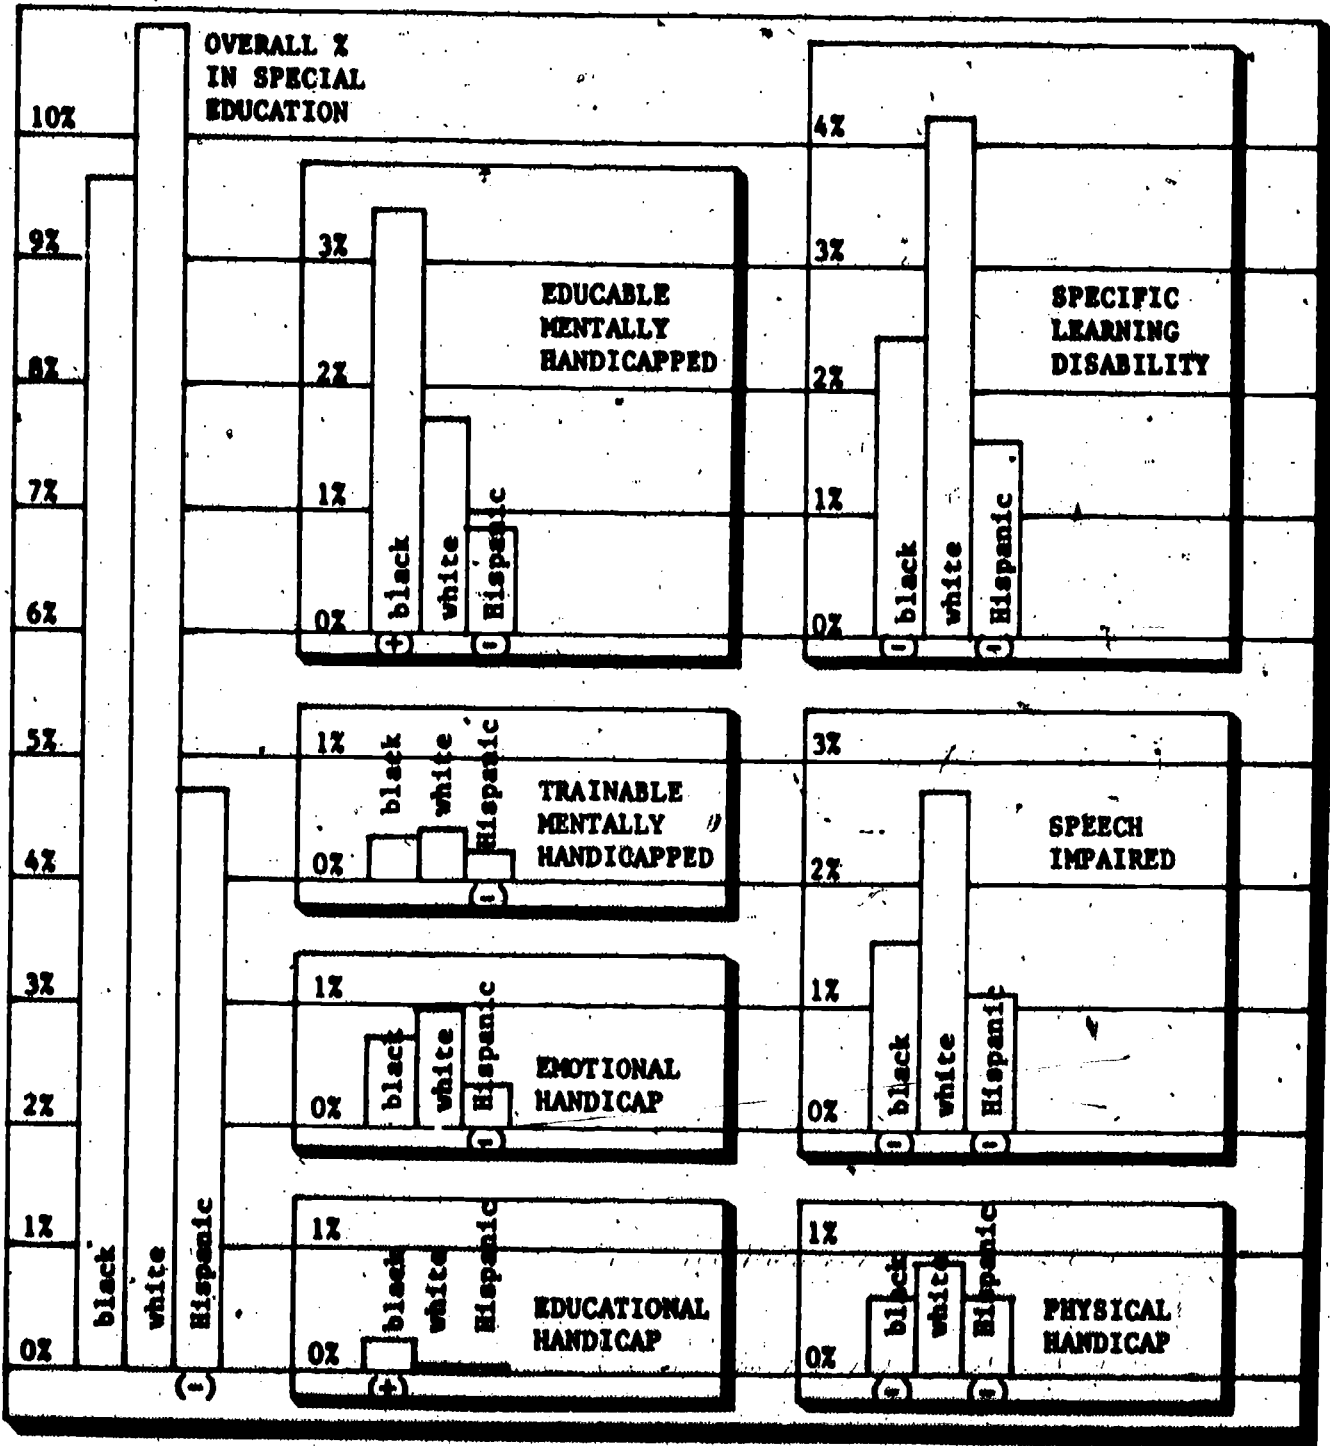 OVERALL %
IN SPECIAL
EDUCATION
10%
9%
8%
7%
6%
5%
4%
3%
2%
1%
0%
black
white
Hispanic
(-)
EDUCABLE
MENTALLY
HANDICAPPED
3%
2%
1%
0%
black
white
Hispanic
(+)
(-)
SPECIFIC
LEARNING
DISABILITY
4%
3%
2%
1%
0%
black
white
Hispanic
(-)
(-)
TRAINABLE
MENTALLY
HANDICAPPED
1%
0%
black
white
Hispanic
(-)
SPEECH
IMPAIRED
3%
2%
1%
0%
black
white
Hispanic
(-)
(-)
EMOTIONAL
HANDICAP
1%
0%
black
white
Hispanic
(-)
EDUCATIONAL
HANDICAP
1%
0%
black
white
Hispanic
(+)
PHYSICAL
HANDICAP
1%
0%
black
white
Hispanic
(-)
(-)